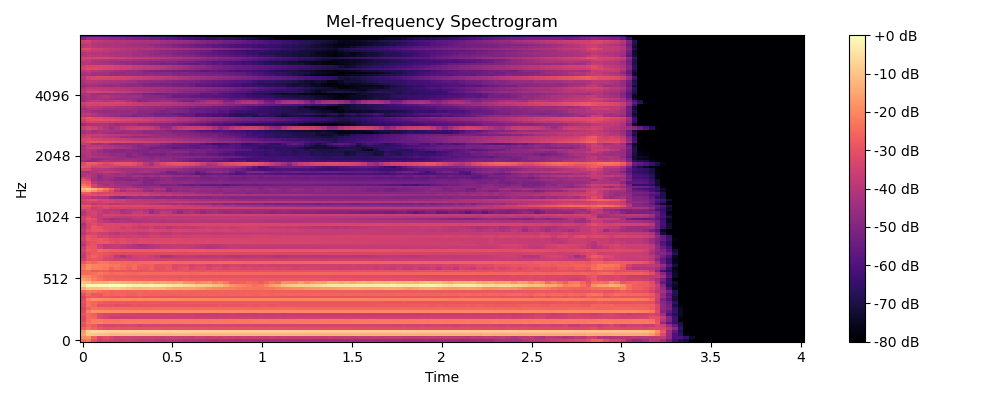 Mel-frequency Spectrogram
Hz
4096
2048
1024
512
0
0
0.5
1
1.5
2
2.5
3
3.5
4
Time
+0 dB
-10 dB
-20 dB
-30 dB
-40 dB
-50 dB
-60 dB
-70 dB
-80 dB